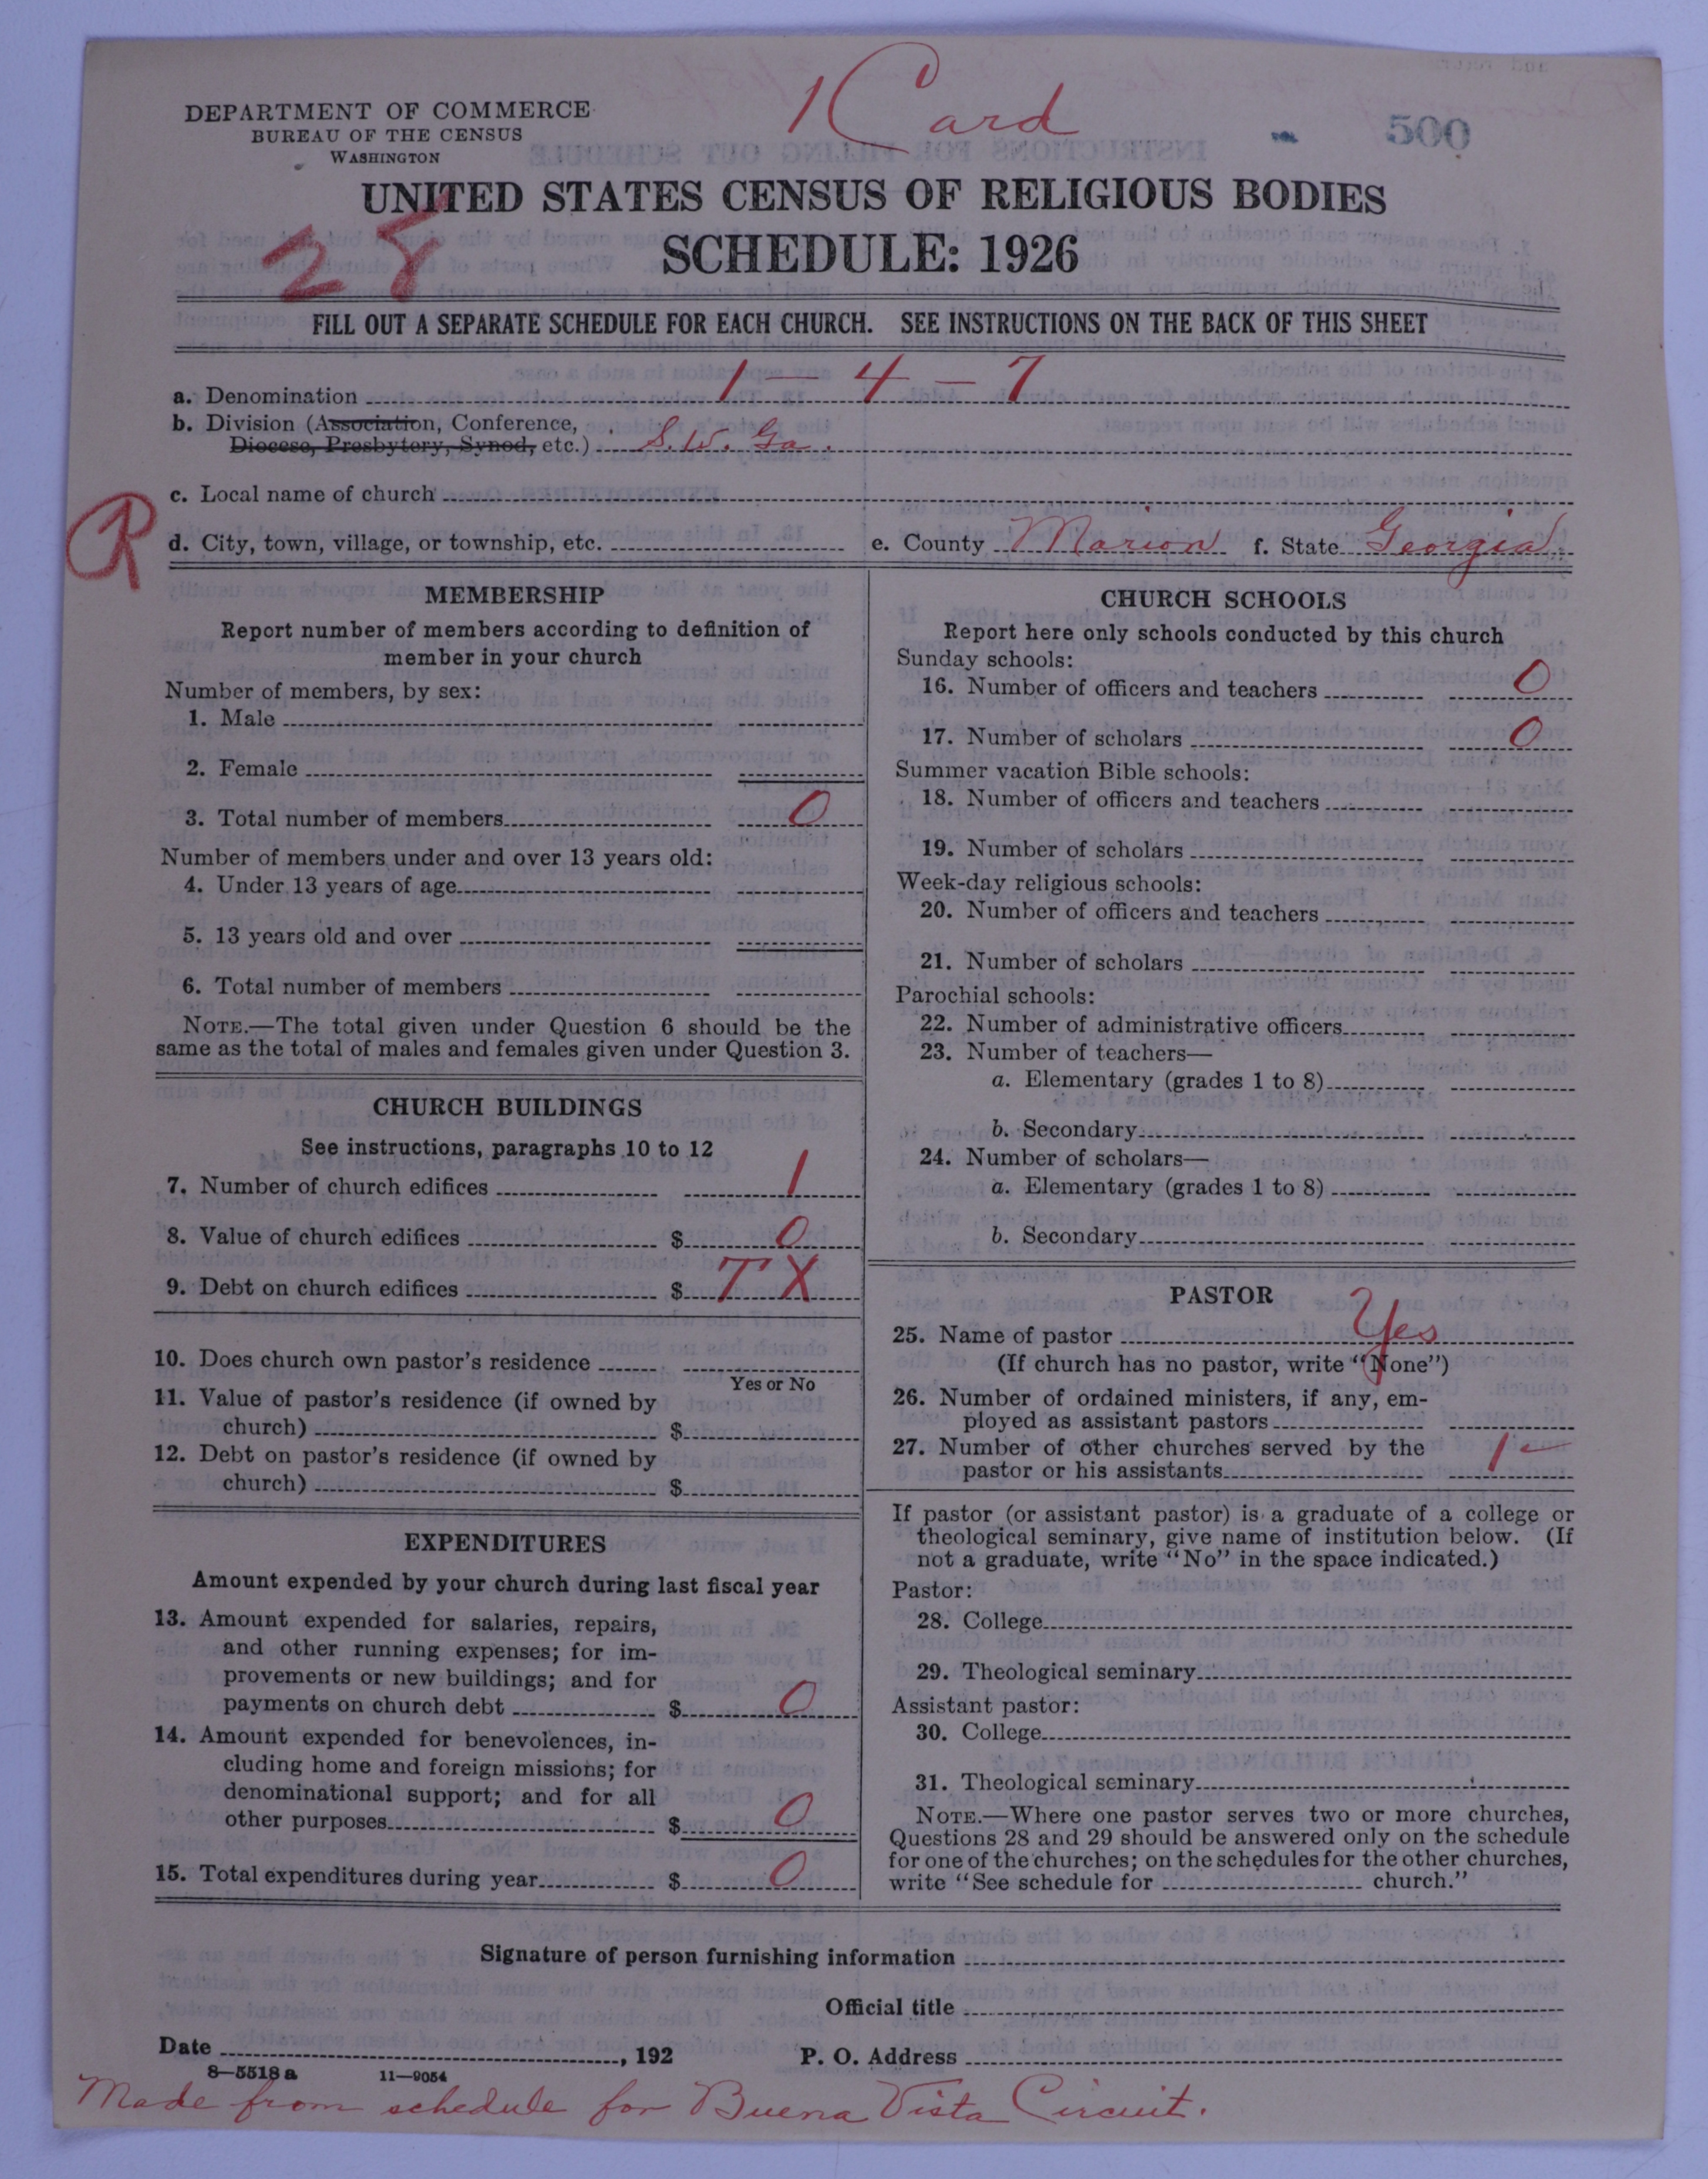 1 Card
500
DEPARTMENT OF COMMERCE
BUREAU OF THE CENSUS
WASHINGTON
UNITED STATES CENSUS OF RELIGIOUS BODIES
28
SCHEDULE: 1926
FILL OUT A SEPARATE SCHEDULE FOR EACH CHURCH. SEE INSTRUCTIONS ON THE BACK OF THIS SHEET
a. Denomination 1 — 4 — 7
b. Division (Association, Conference,
Diocese, Presbytery, Synod, etc.) S.W. Ga.
c. Local name of church
R
d. City, town, village, or township, etc. e. County Marion f. State Georgia
MEMBERSHIP
Report number of members according to definition of
member in your church
Number of members, by sex:
1. Male
2. Female
3. Total number of members 0
Number of members under and over 13 years old:
4. Under 13 years of age
5. 13 years old and over
6. Total number of members
NOTE.—The total given under Question 6 should be the
same as the total of males and females given under Question 3.
CHURCH BUILDINGS
See instructions, paragraphs 10 to 12
7. Number of church edifices 1
8. Value of church edifices $ 0
9. Debt on church edifices $ TX
10. Does church own pastor's residence
Yes or No
11. Value of pastor's residence (if owned by
church) $
12. Debt on pastor's residence (if owned by
church) $
EXPENDITURES
Amount expended by your church during last fiscal year
13. Amount expended for salaries, repairs,
and other running expenses; for im-
provements or new buildings; and for
payments on church debt $ 0
14. Amount expended for benevolences, in-
cluding home and foreign missions; for
denominational support; and for all
other purposes $ 0
15. Total expenditures during year $ 0
CHURCH SCHOOLS
Report here only schools conducted by this church
Sunday schools:
16. Number of officers and teachers 0
17. Number of scholars 0
Summer vacation Bible schools:
18. Number of officers and teachers
19. Number of scholars
Week-day religious schools:
20. Number of officers and teachers
21. Number of scholars
Parochial schools:
22. Number of administrative officers
23. Number of teachers—
a. Elementary (grades 1 to 8)
b. Secondary
24. Number of scholars—
a. Elementary (grades 1 to 8)
b. Secondary
PASTOR
25. Name of pastor Yes
(If church has no pastor, write "None")
26. Number of ordained ministers, if any, em-
ployed as assistant pastors
27. Number of other churches served by the 1
pastor or his assistants
If pastor (or assistant pastor) is a graduate of a college or
theological seminary, give name of institution below. (If
not a graduate, write "No" in the space indicated.)
Pastor:
28. College
29. Theological seminary
Assistant pastor:
30. College
31. Theological seminary
NOTE.—Where one pastor serves two or more churches,
Questions 28 and 29 should be answered only on the schedule
for one of the churches; on the schedules for the other churches,
write "See schedule for church."
Signature of person furnishing information
Official title
Date , 192 P. O. Address
8—5518 a 11—9054
Made from schedule for Buena Vista Circuit.